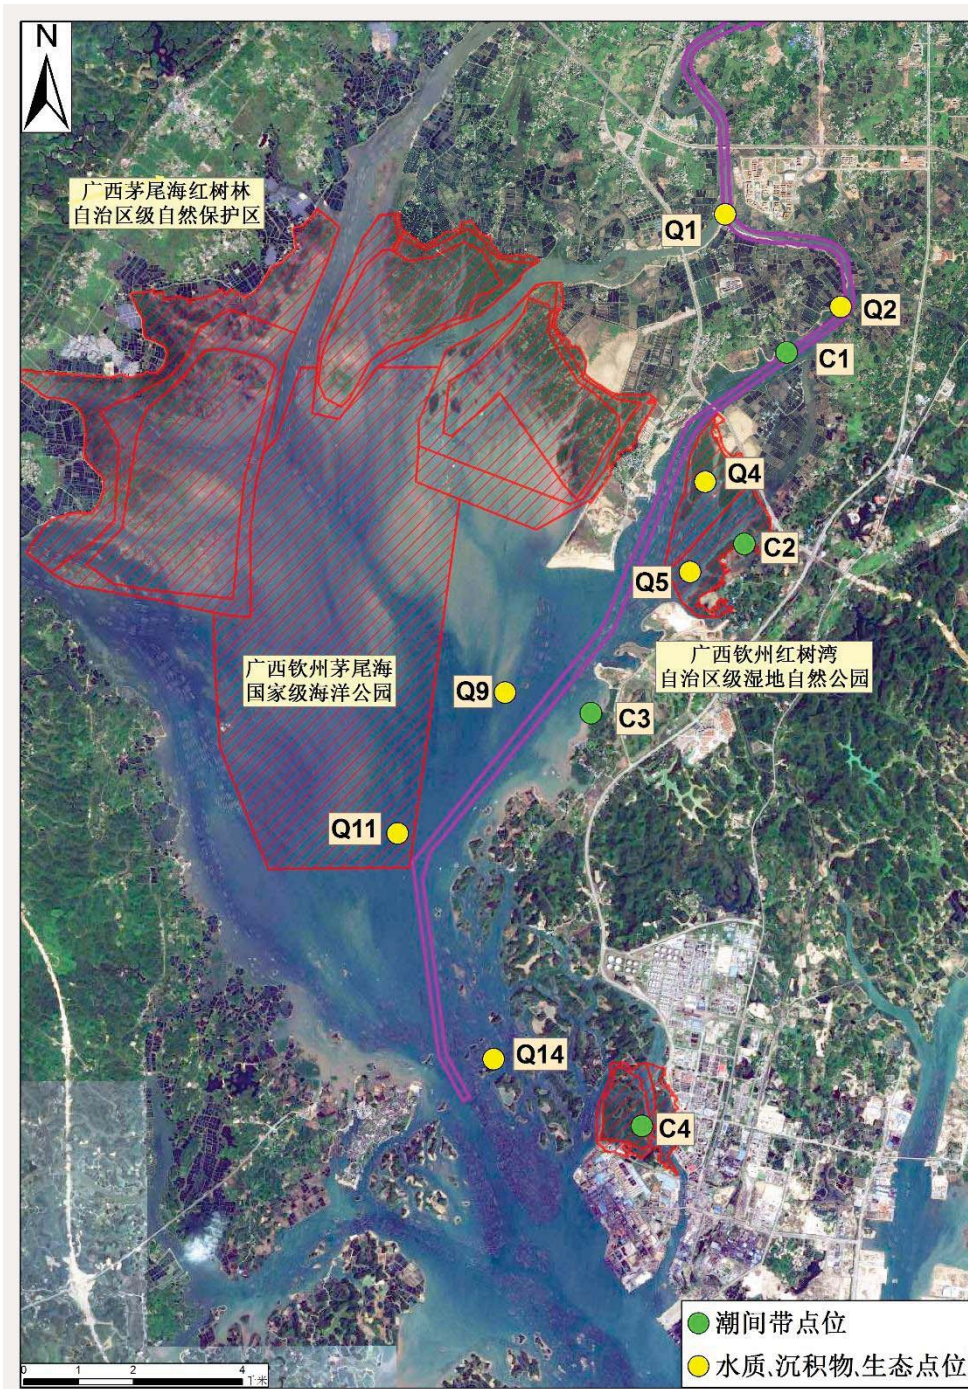 N
广西茅尾海红树林
自治区级自然保护区
Q1
Q2
C1
Q4
C2
Q5
广西钦州茅尾海
国家级海洋公园
广西钦州红树湾
自治区级湿地自然公园
Q9
C3
Q11
Q14
C4
潮间带点位
水质、沉积物、生态点位
0 1 2 4
千米